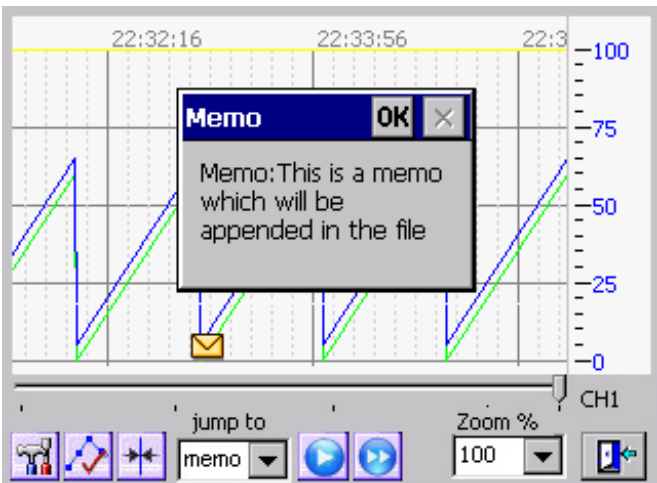 22:32:16 22:33:56 22:3
100
Memo OK
75
Memo:This is a memo
which will be
appended in the file
50
25
0
CH1
jump to Zoom %
memo 100